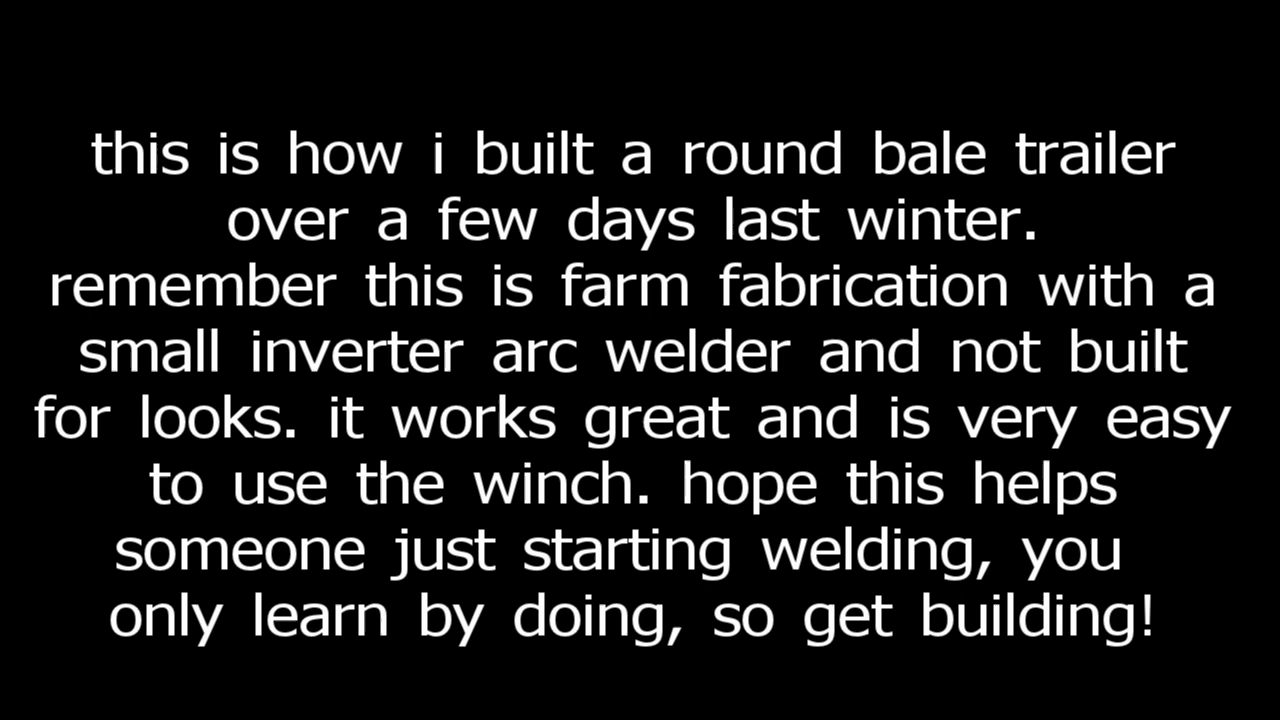 this is how i built a round bale trailer
over a few days last winter.
remember this is farm fabrication with a
small inverter arc welder and not built
for looks. it works great and is very easy
to use the winch. hope this helps
someone just starting welding, you
only learn by doing, so get building!